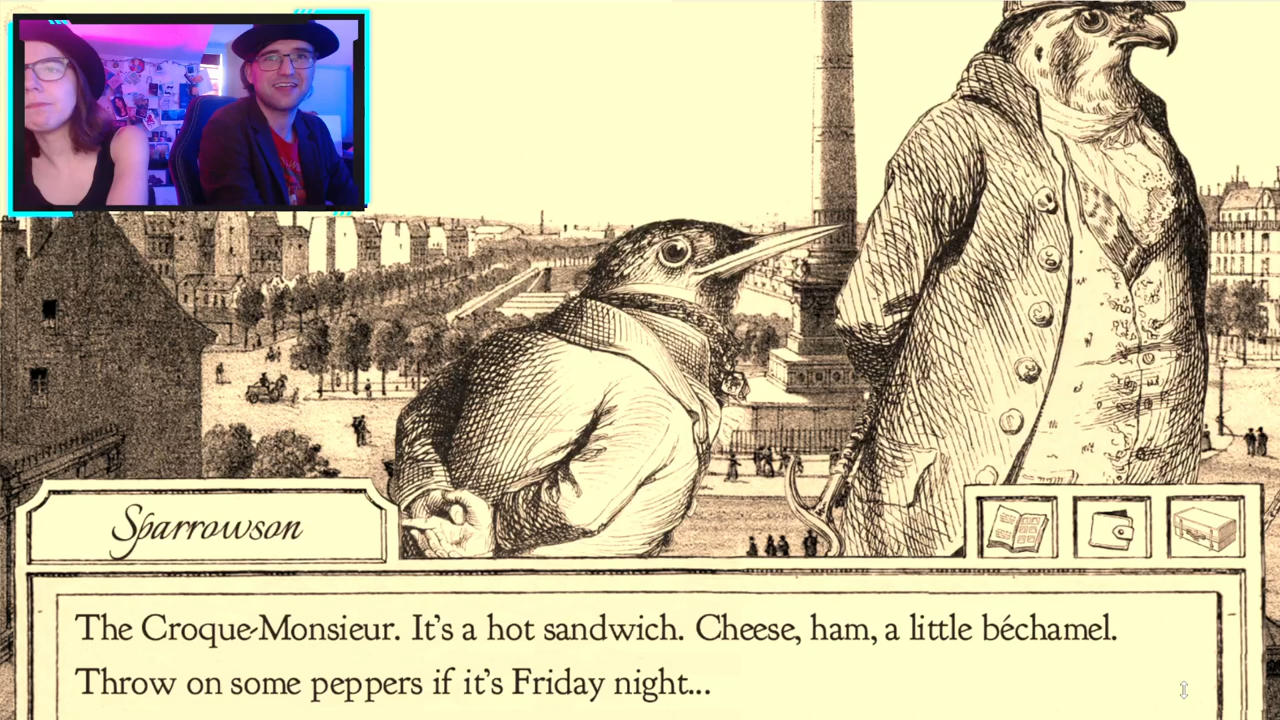 Sparrowson
The Croque-Monsieur. It's a hot sandwich. Cheese, ham, a little béchamel.
Throw on some peppers if it's Friday night...